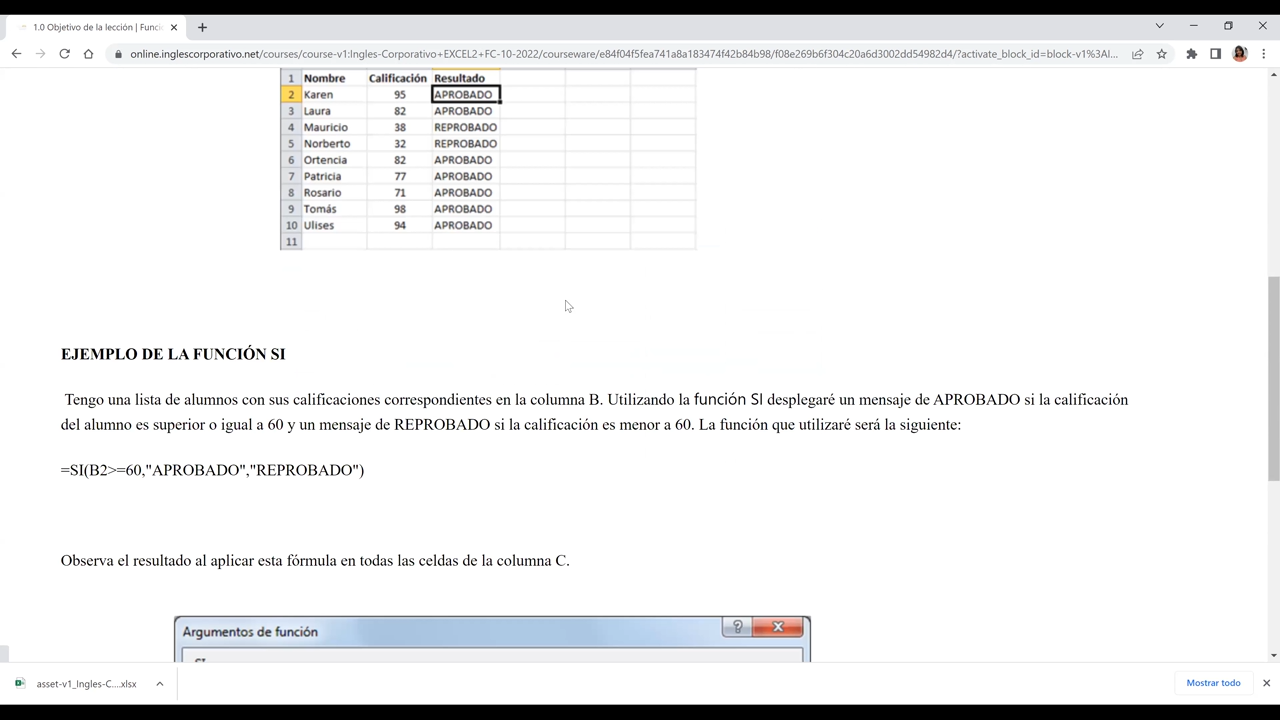 1.0 Objetivo de la lección | Funci
online.inglescorporativo.net/courses/course-v1:Ingles-Corporativo+EXCEL2+FC-10-2022/courseware/e84f04f5fea741a8a183474f42b84b98/f08e269b6f304c20a6d3002dd54982d4/?activate_block_id=block-v1%3AI...
1 Nombre Calificación Resultado
2 Karen 95 APROBADO
3 Laura 82 APROBADO
4 Mauricio 38 REPROBADO
5 Norberto 32 REPROBADO
6 Ortencia 82 APROBADO
7 Patricia 77 APROBADO
8 Rosario 71 APROBADO
9 Tomás 98 APROBADO
10 Ulises 94 APROBADO
11
EJEMPLO DE LA FUNCIÓN SI
Tengo una lista de alumnos con sus calificaciones correspondientes en la columna B. Utilizando la función SI desplegaré un mensaje de APROBADO si la calificación
del alumno es superior o igual a 60 y un mensaje de REPROBADO si la calificación es menor a 60. La función que utilizaré será la siguiente:
=SI(B2>=60,"APROBADO","REPROBADO")
Observa el resultado al aplicar esta fórmula en todas las celdas de la columna C.
Argumentos de función
SI
asset-v1_Ingles-C....xlsx
Mostrar todo